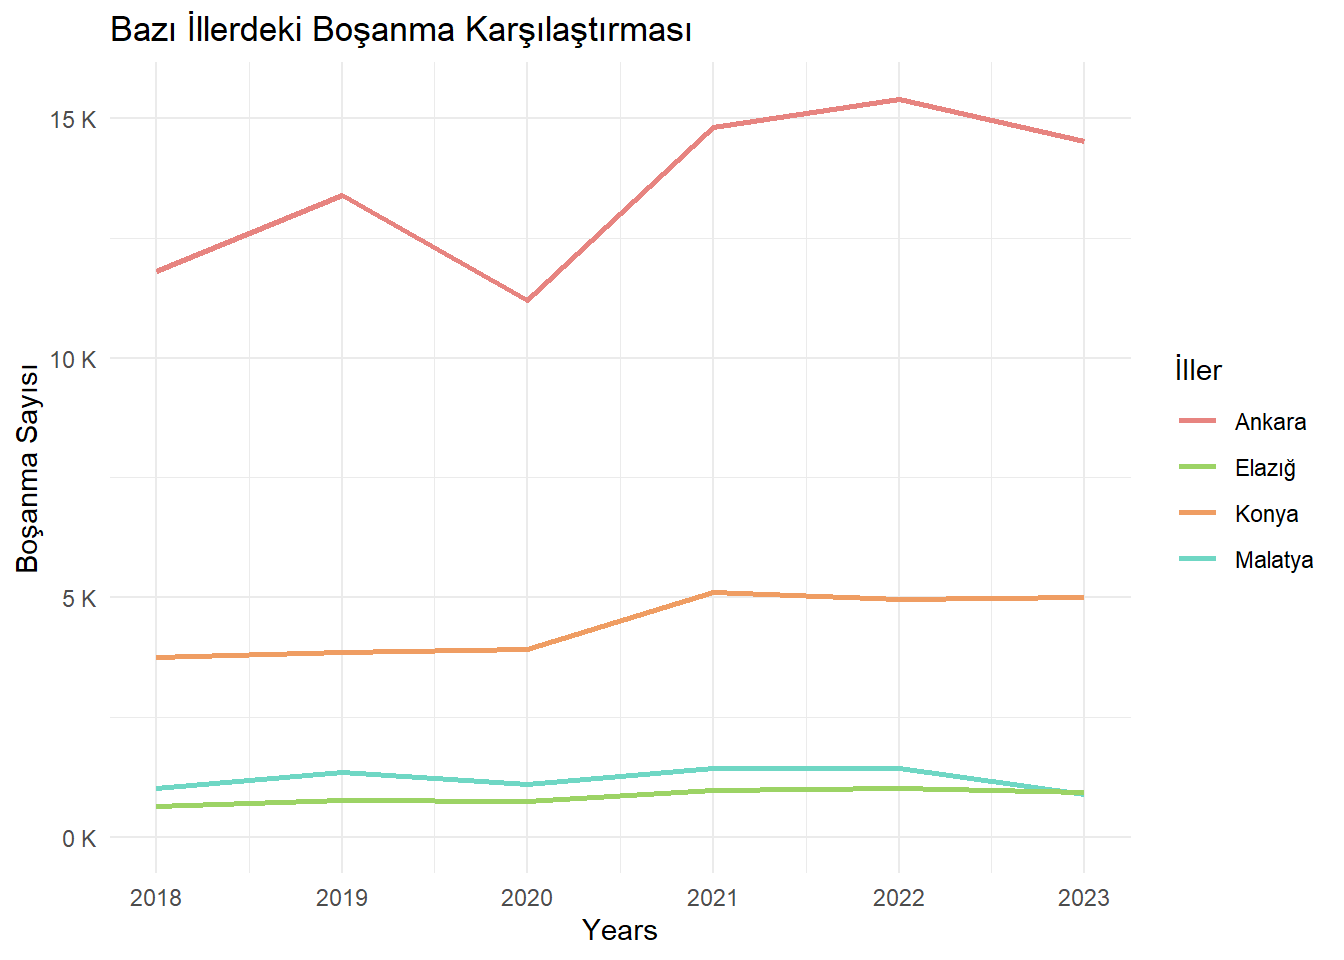 Bazı İllerdeki Boşanma Karşılaştırması
Boşanma Sayısı
15 K
10 K
5 K
0 K
2018 2019 2020 2021 2022 2023
Years
İller
Ankara
Elazığ
Konya
Malatya